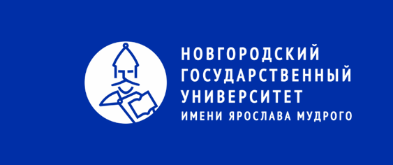 НОВГОРОДСКИЙ
ГОСУДАРСТВЕННЫЙ
УНИВЕРСИТЕТ
ИМЕНИ ЯРОСЛАВА МУДРОГО